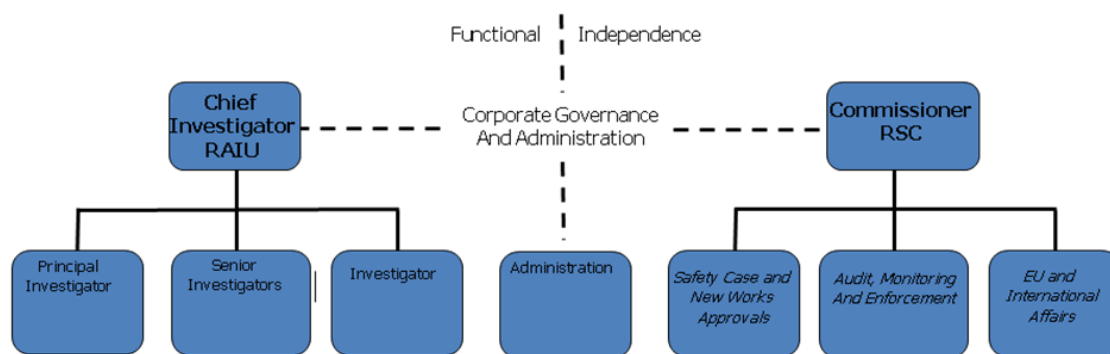 Functional Independence
Chief
Investigator
RAIU
Corporate Governance
And Administration
Commissioner
RSC
Principal
Investigator
Senior
Investigators
Investigator
Administration
Safety Case and
New Works
Approvals
Audit, Monitoring
And Enforcement
EU and
International
Affairs